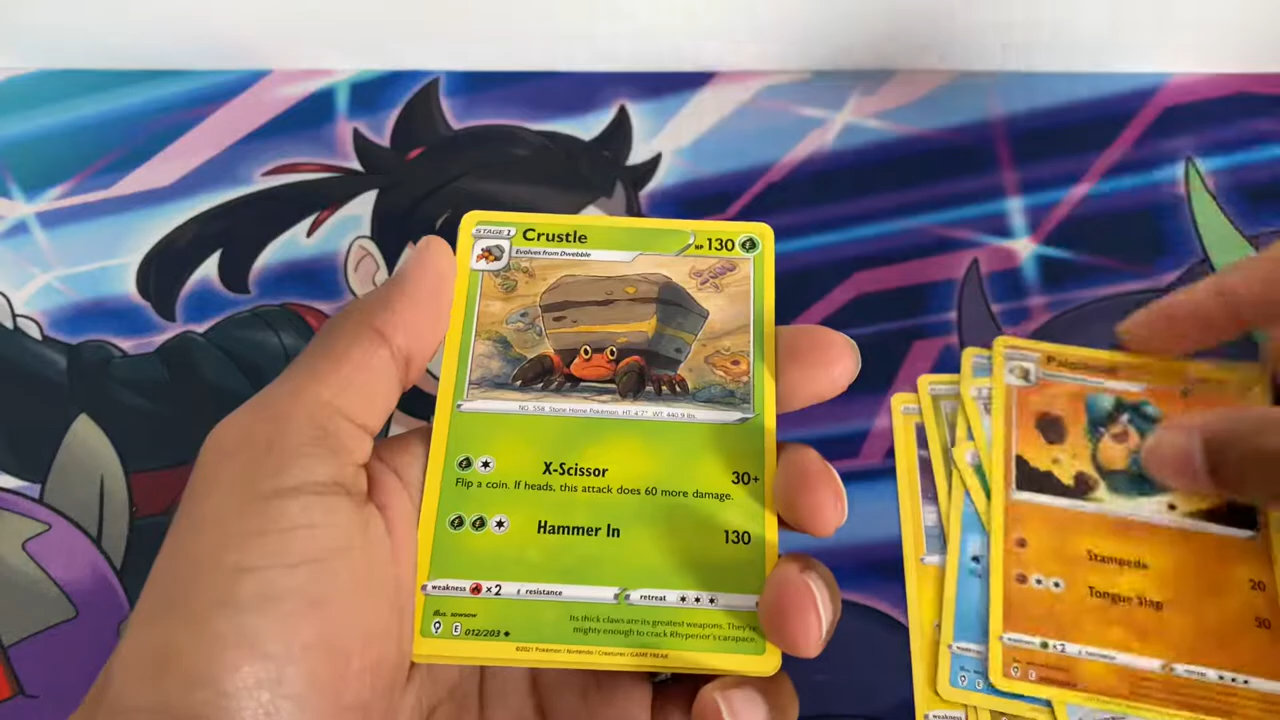 STAGE 1 Crustle HP 130
Evolves from Dwebble
NO. 558 Stone Home Pokémon HT: 4'7" WT: 440.9 lbs.
X-Scissor 30+
Flip a coin. If heads, this attack does 60 more damage.
Hammer In 130
weakness ×2 resistance retreat
illus. sowsow
E 012/203
Its thick claws are its greatest weapons. They're
mighty enough to crack Rhyperior's carapace.
©2021 Pokémon / Nintendo / Creatures / GAME FREAK
Stampede 20
Tongue Slap 50
weakness ×2
weakness